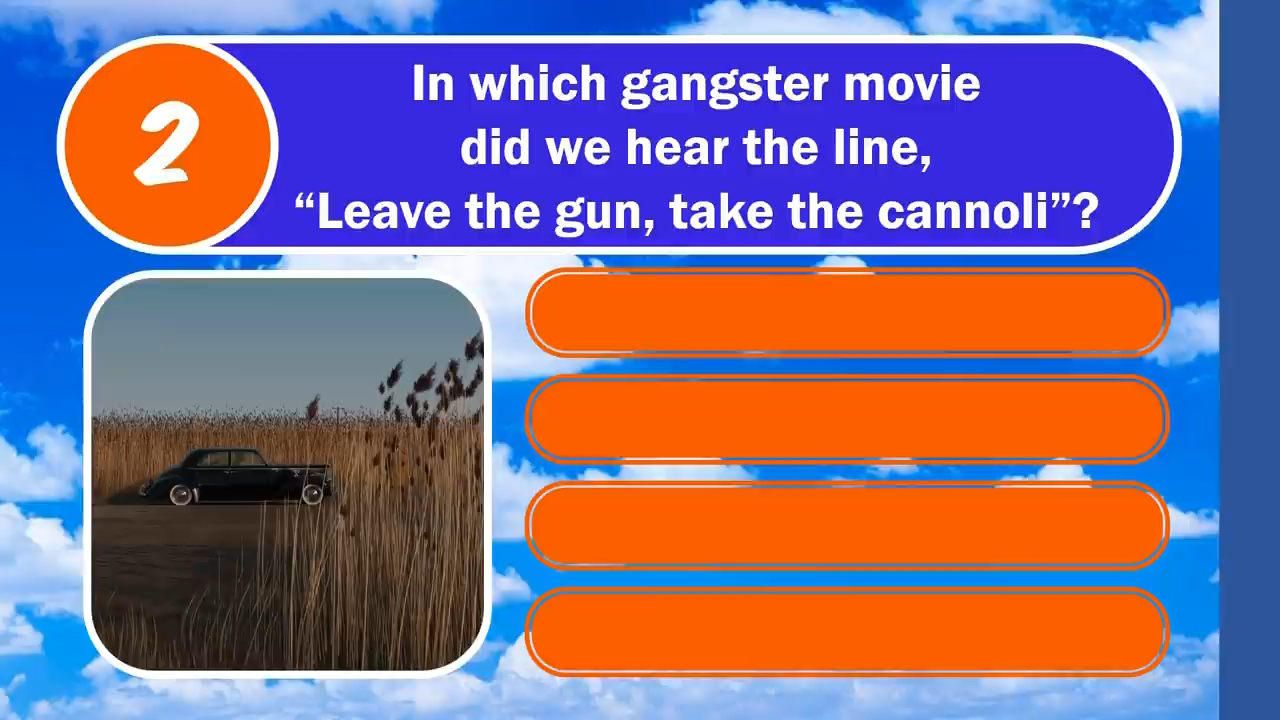 2
In which gangster movie
did we hear the line,
“Leave the gun, take the cannoli”?